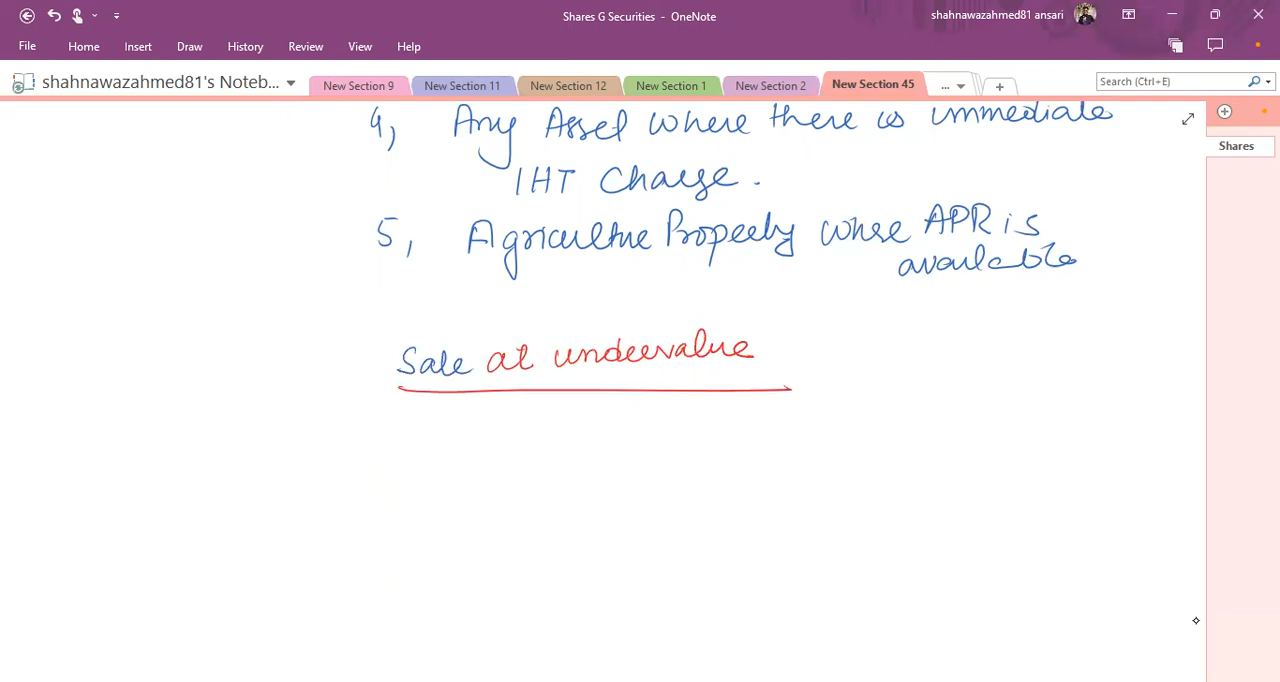 Shares G Securities - OneNote
shahnawazahmed81 ansari
File Home Insert Draw History Review View Help
shahnawazahmed81's Noteb...
New Section 9 New Section 11 New Section 12 New Section 1 New Section 2 New Section 45 ...
Search (Ctrl+E)
Shares
4, Any Asset where there is immediate
IHT Charge.
5, Agriculture Property where APR is
available
Sale at undervalue